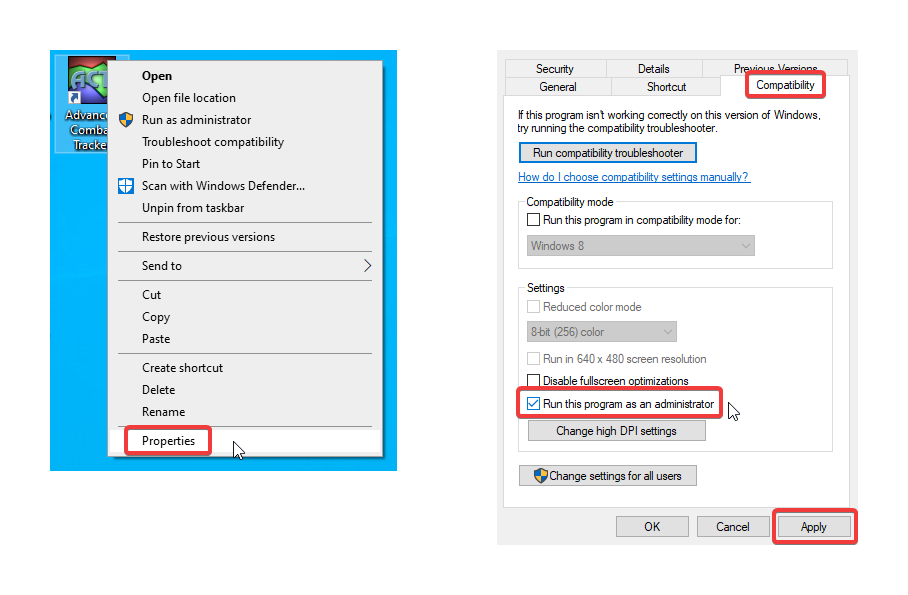 ACT
Advance
Comba
Tracke
Open
Open file location
Run as administrator
Troubleshoot compatibility
Pin to Start
Scan with Windows Defender...
Unpin from taskbar
Restore previous versions
Send to
Cut
Copy
Paste
Create shortcut
Delete
Rename
Properties
Security Details Previous Versions
General Shortcut Compatibility
If this program isn't working correctly on this version of Windows,
try running the compatibility troubleshooter.
Run compatibility troubleshooter
How do I choose compatibility settings manually?
Compatibility mode
Run this program in compatibility mode for:
Windows 8
Settings
Reduced color mode
8-bit (256) color
Run in 640 x 480 screen resolution
Disable fullscreen optimizations
Run this program as an administrator
Change high DPI settings
Change settings for all users
OK Cancel Apply